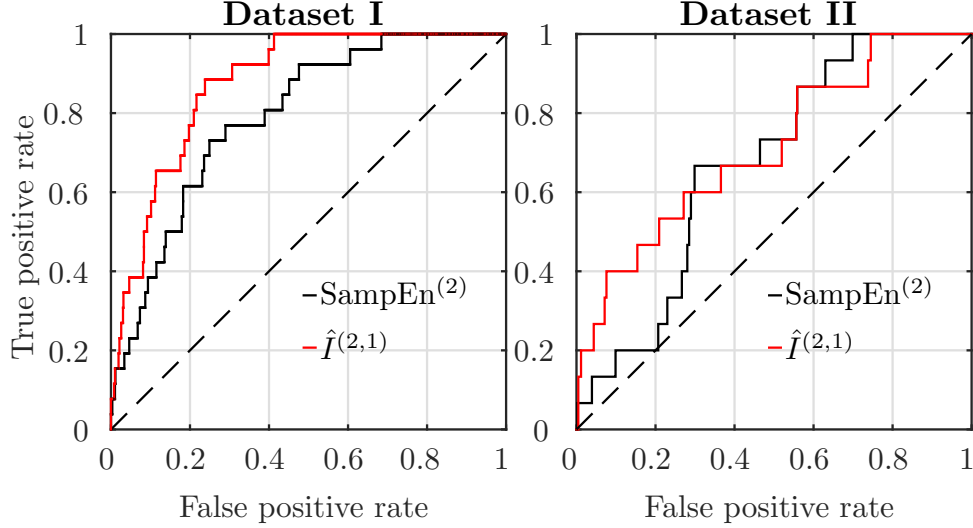 Dataset I
1
0.8
0.6
0.4
0.2
0
0
0.2
0.4
0.6
0.8
1
True positive rate
False positive rate
SampEn⁽²⁾
Î⁽²,¹⁾
Dataset II
1
0.8
0.6
0.4
0.2
0
0
0.2
0.4
0.6
0.8
1
False positive rate
SampEn⁽²⁾
Î⁽²,¹⁾